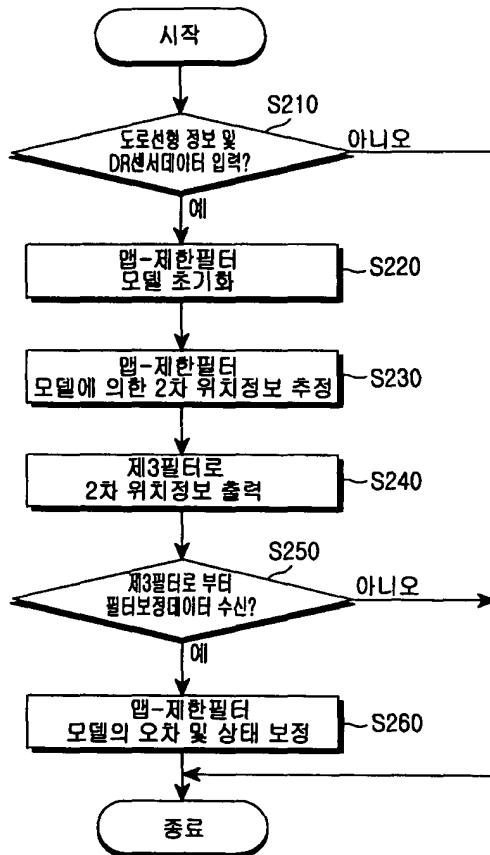 시작
S210
도로선형 정보 및
DR센서데이터 입력?
아니오
예
맵-제한필터
모델 초기화
S220
맵-제한필터
모델에 의한 2차 위치정보 추정
S230
제3필터로
2차 위치정보 출력
S240
S250
제3필터로 부터
필터보정데이터 수신?
아니오
예
맵-제한필터
모델의 오차 및 상태 보정
S260
종료